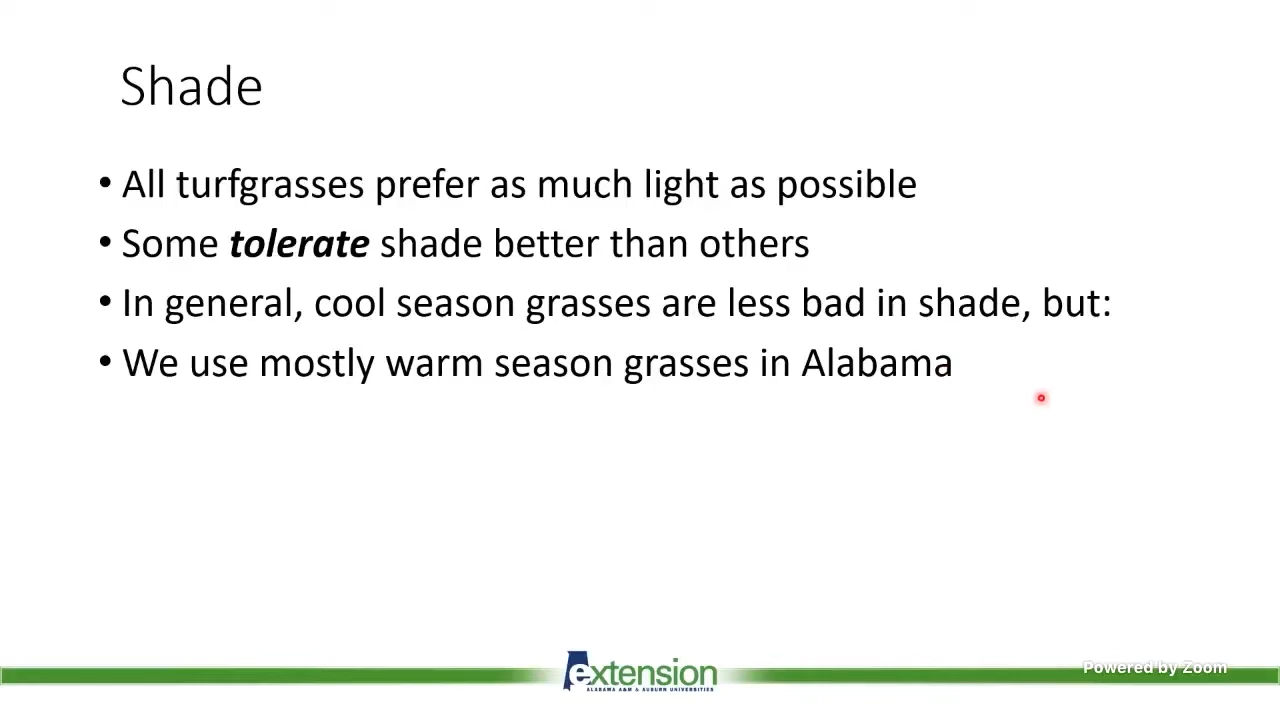 Shade
• All turfgrasses prefer as much light as possible
• Some tolerate shade better than others
• In general, cool season grasses are less bad in shade, but:
• We use mostly warm season grasses in Alabama
extension
ALABAMA A&M & AUBURN UNIVERSITIES
Powered by Zoom